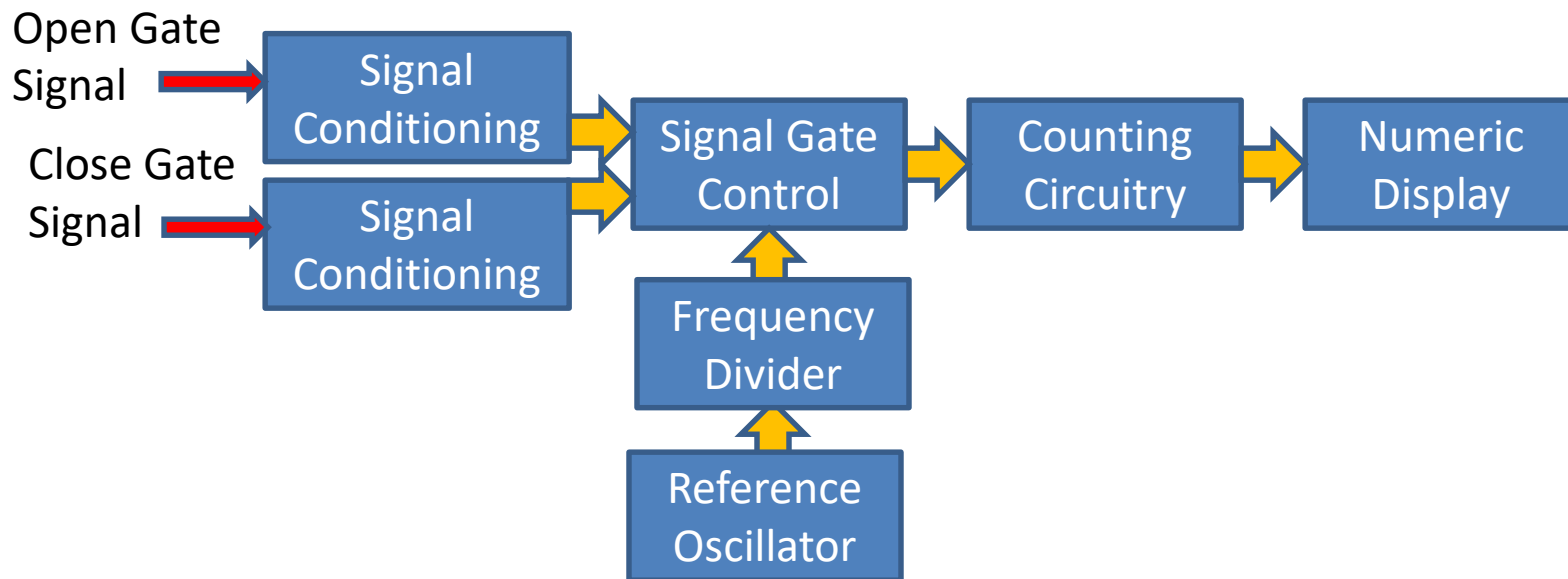 Open Gate
Signal
Signal
Conditioning
Close Gate
Signal
Signal
Conditioning
Signal Gate
Control
Counting
Circuitry
Numeric
Display
Frequency
Divider
Reference
Oscillator